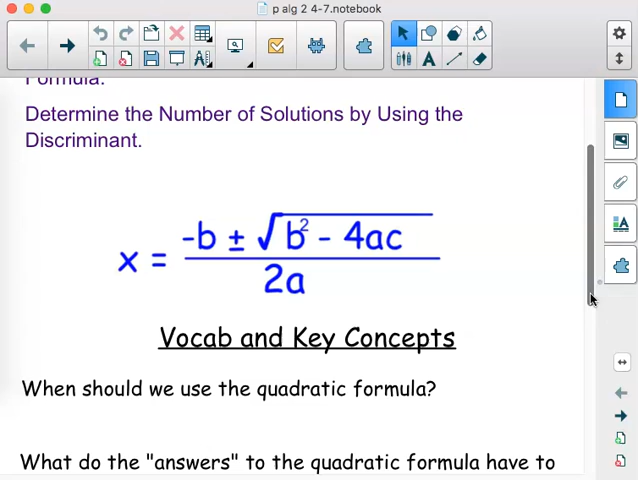 p alg 2 4-7.notebook
Formula.
Determine the Number of Solutions by Using the
Discriminant.
x = -b ± √b² - 4ac
2a
Vocab and Key Concepts
When should we use the quadratic formula?
What do the "answers" to the quadratic formula have to